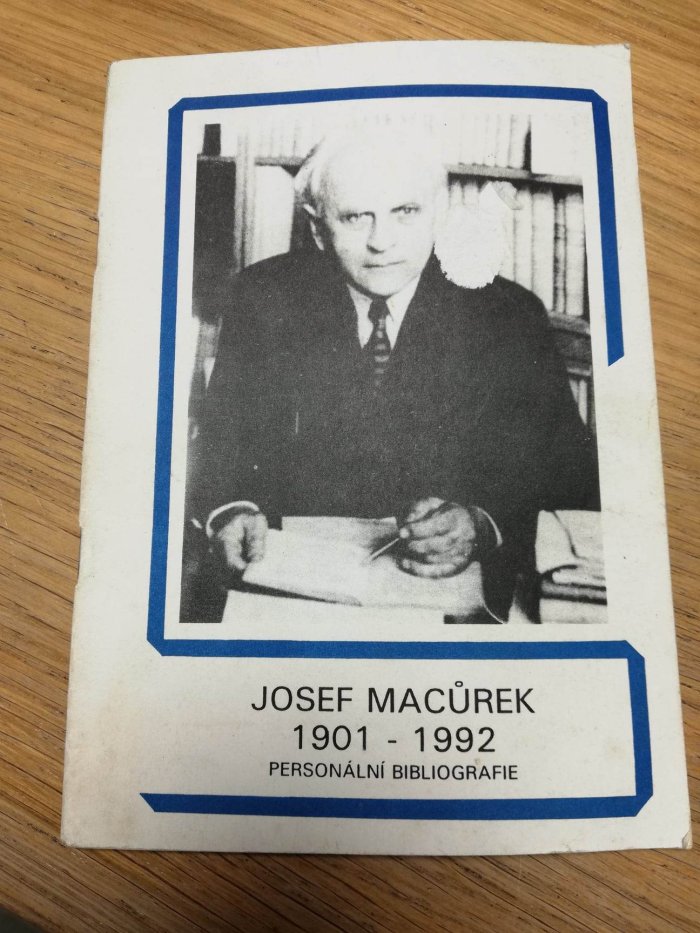 JOSEF MACŮREK
1901 - 1992
PERSONÁLNÍ BIBLIOGRAFIE